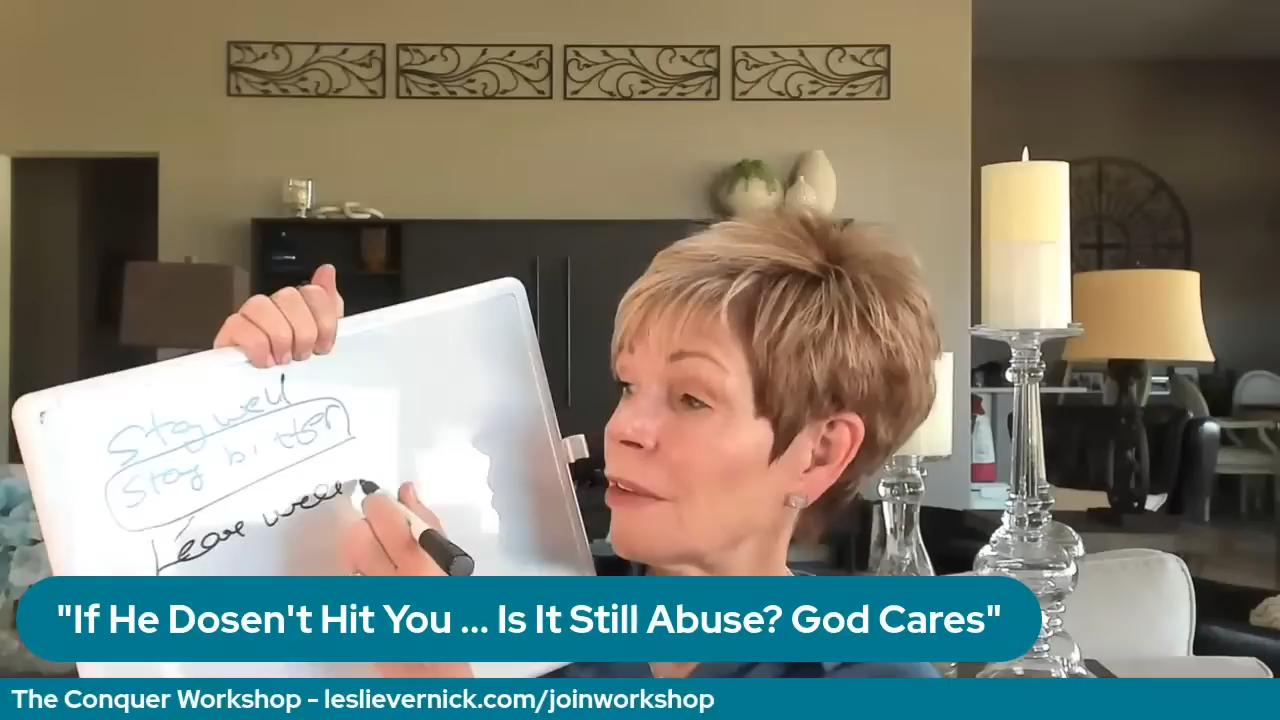 Stay well
Stay bitter
Leave well
"If He Dosen't Hit You ... Is It Still Abuse? God Cares"
The Conquer Workshop - leslievernick.com/joinworkshop